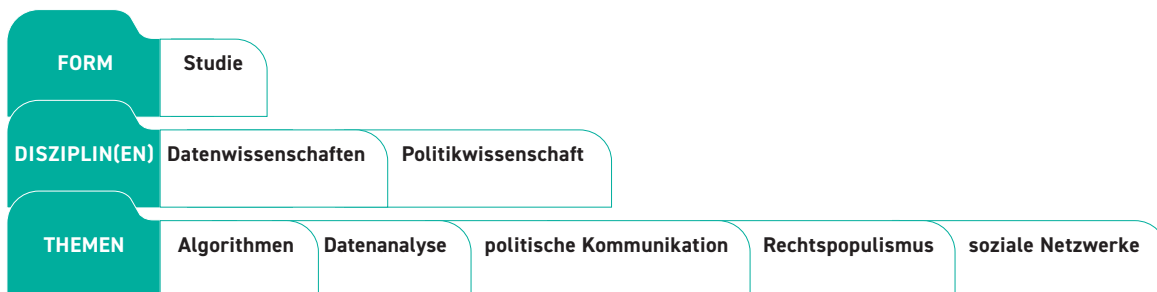 FORM Studie
DISZIPLIN(EN) Datenwissenschaften Politikwissenschaft
THEMEN Algorithmen Datenanalyse politische Kommunikation Rechtspopulismus soziale Netzwerke